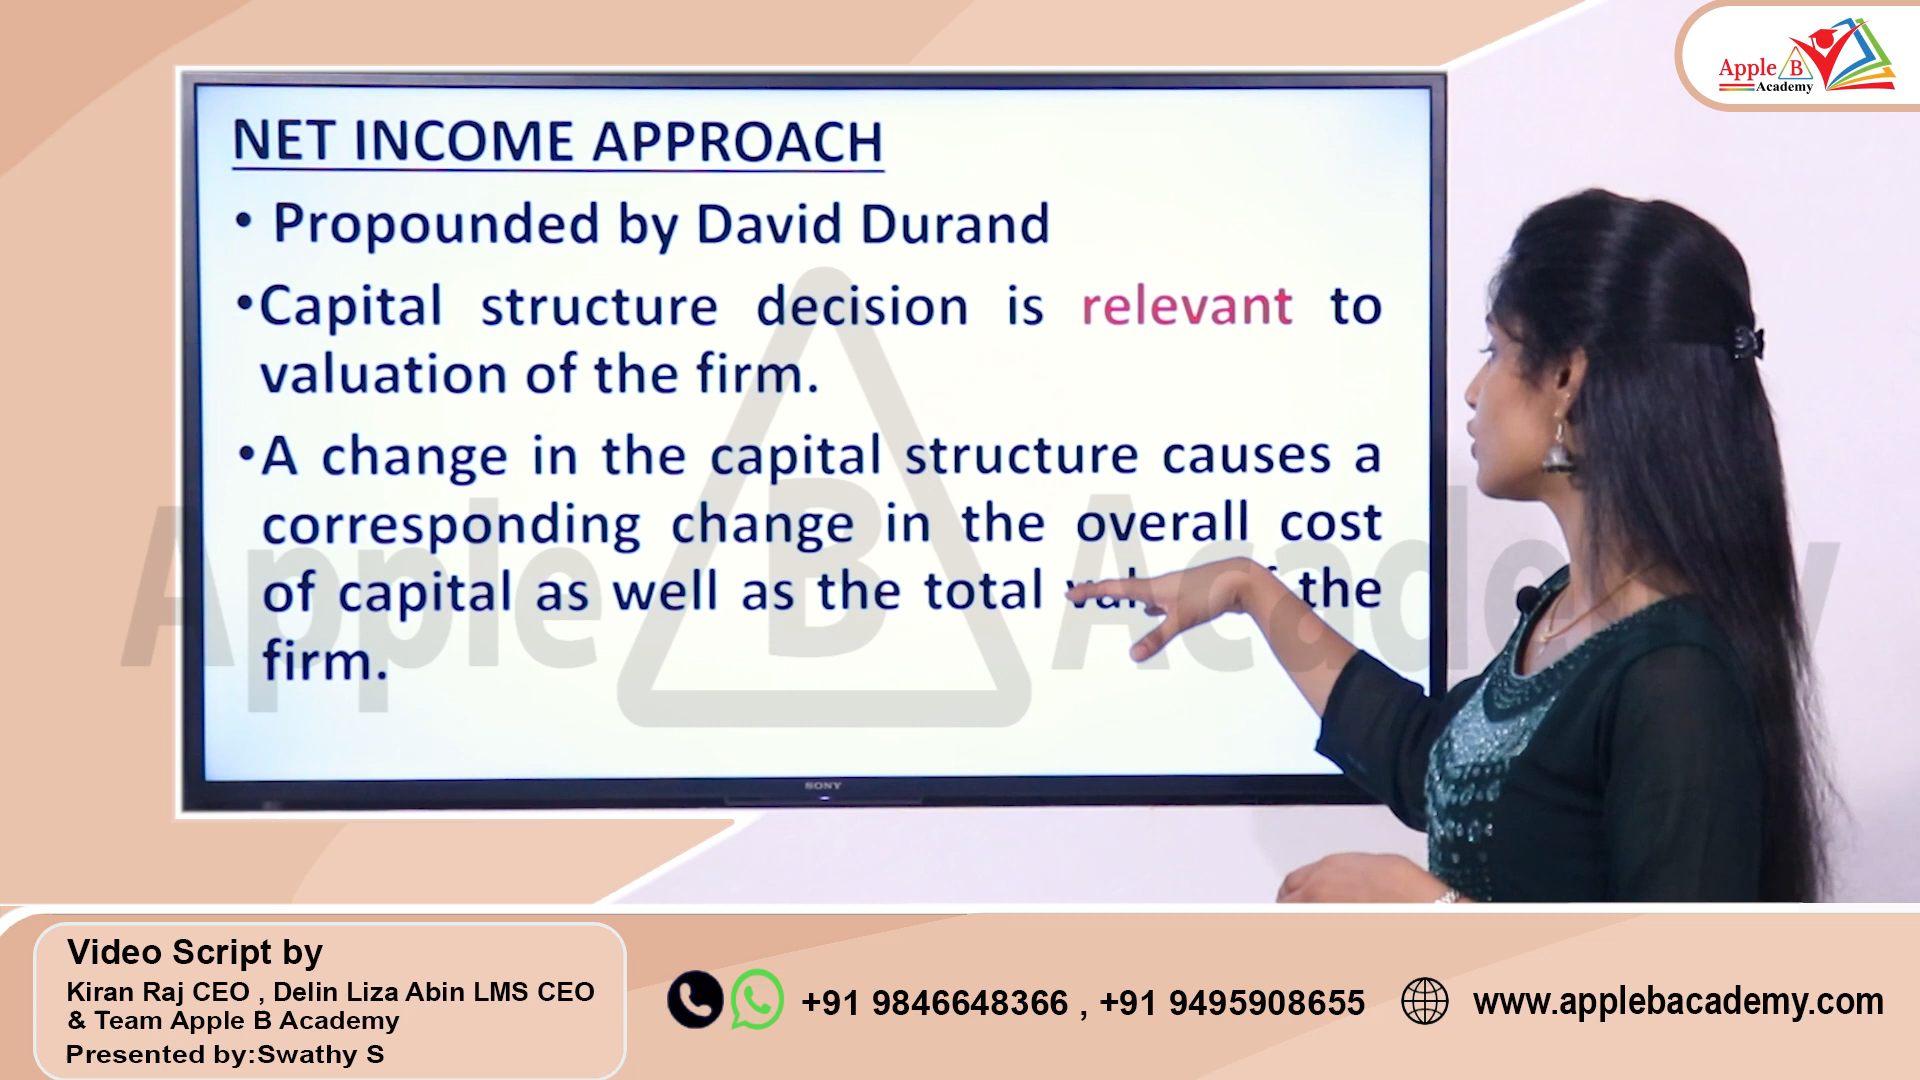 Apple B
Academy
NET INCOME APPROACH
• Propounded by David Durand
•Capital structure decision is relevant to
valuation of the firm.
•A change in the capital structure causes a
corresponding change in the overall cost
of capital as well as the total the
firm.
Apple B Academy
SONY
Video Script by
Kiran Raj CEO , Delin Liza Abin LMS CEO
& Team Apple B Academy
Presented by:Swathy S
+91 9846648366 , +91 9495908655
www.applebacademy.com